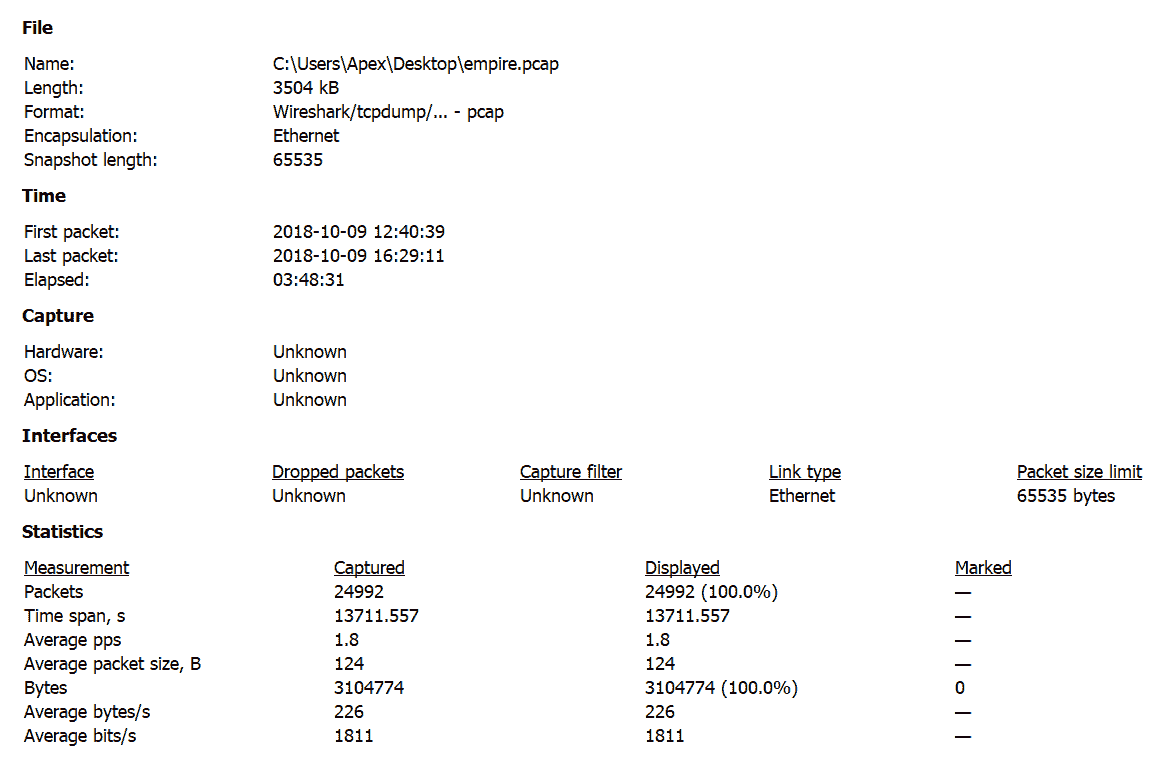 File
Name: C:\Users\Apex\Desktop\empire.pcap
Length: 3504 kB
Format: Wireshark/tcpdump/... - pcap
Encapsulation: Ethernet
Snapshot length: 65535
Time
First packet: 2018-10-09 12:40:39
Last packet: 2018-10-09 16:29:11
Elapsed: 03:48:31
Capture
Hardware: Unknown
OS: Unknown
Application: Unknown
Interfaces
Interface Dropped packets Capture filter Link type Packet size limit
Unknown Unknown Unknown Ethernet 65535 bytes
Statistics
Measurement Captured Displayed Marked
Packets 24992 24992 (100.0%) —
Time span, s 13711.557 13711.557 —
Average pps 1.8 1.8 —
Average packet size, B 124 124 —
Bytes 3104774 3104774 (100.0%) 0
Average bytes/s 226 226 —
Average bits/s 1811 1811 —